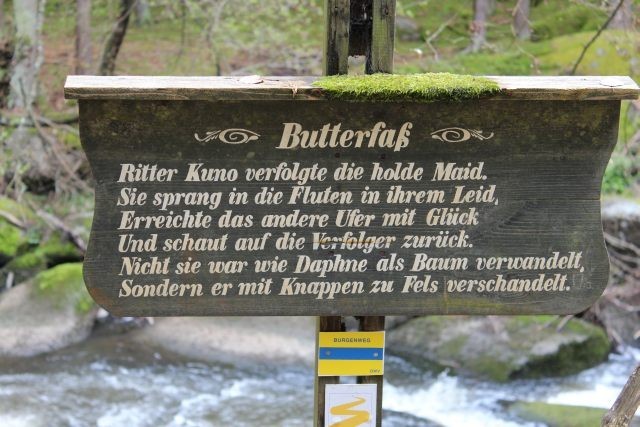 Butterfaß
Ritter Kuno verfolgte die holde Maid.
Sie sprang in die Fluten in ihrem Leid,
Erreichte das andere Ufer mit Glück
Und schaut auf die Verfolger zurück.
Nicht sie war wie Daphne als Baum verwandelt,
Sondern er mit Knappen zu Fels verschandelt.
BURGENWEG